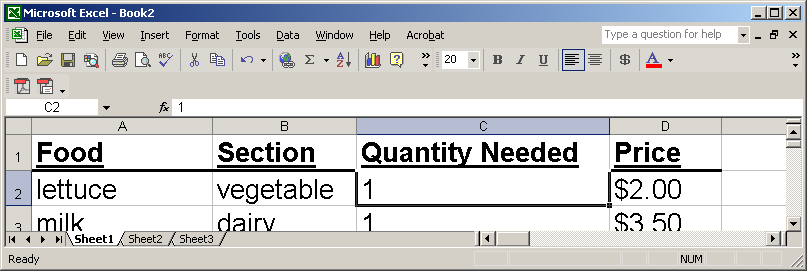 Microsoft Excel - Book2
File Edit View Insert Format Tools Data Window Help Acrobat Type a question for help
ABC Σ A Z ? 20 B I U $ A
C2 fx 1
A B C D
1 Food Section Quantity Needed Price
2 lettuce vegetable 1 $2.00
3 milk dairy 1 $3.50
Sheet1 Sheet2 Sheet3
Ready NUM